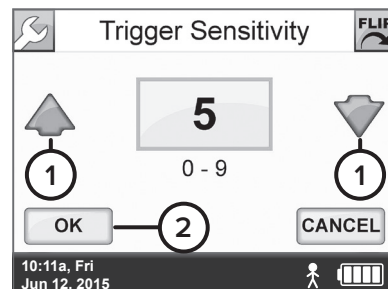 Trigger Sensitivity
FLIP
5
1
1
0 - 9
OK
2
CANCEL
10:11a, Fri
Jun 12, 2015